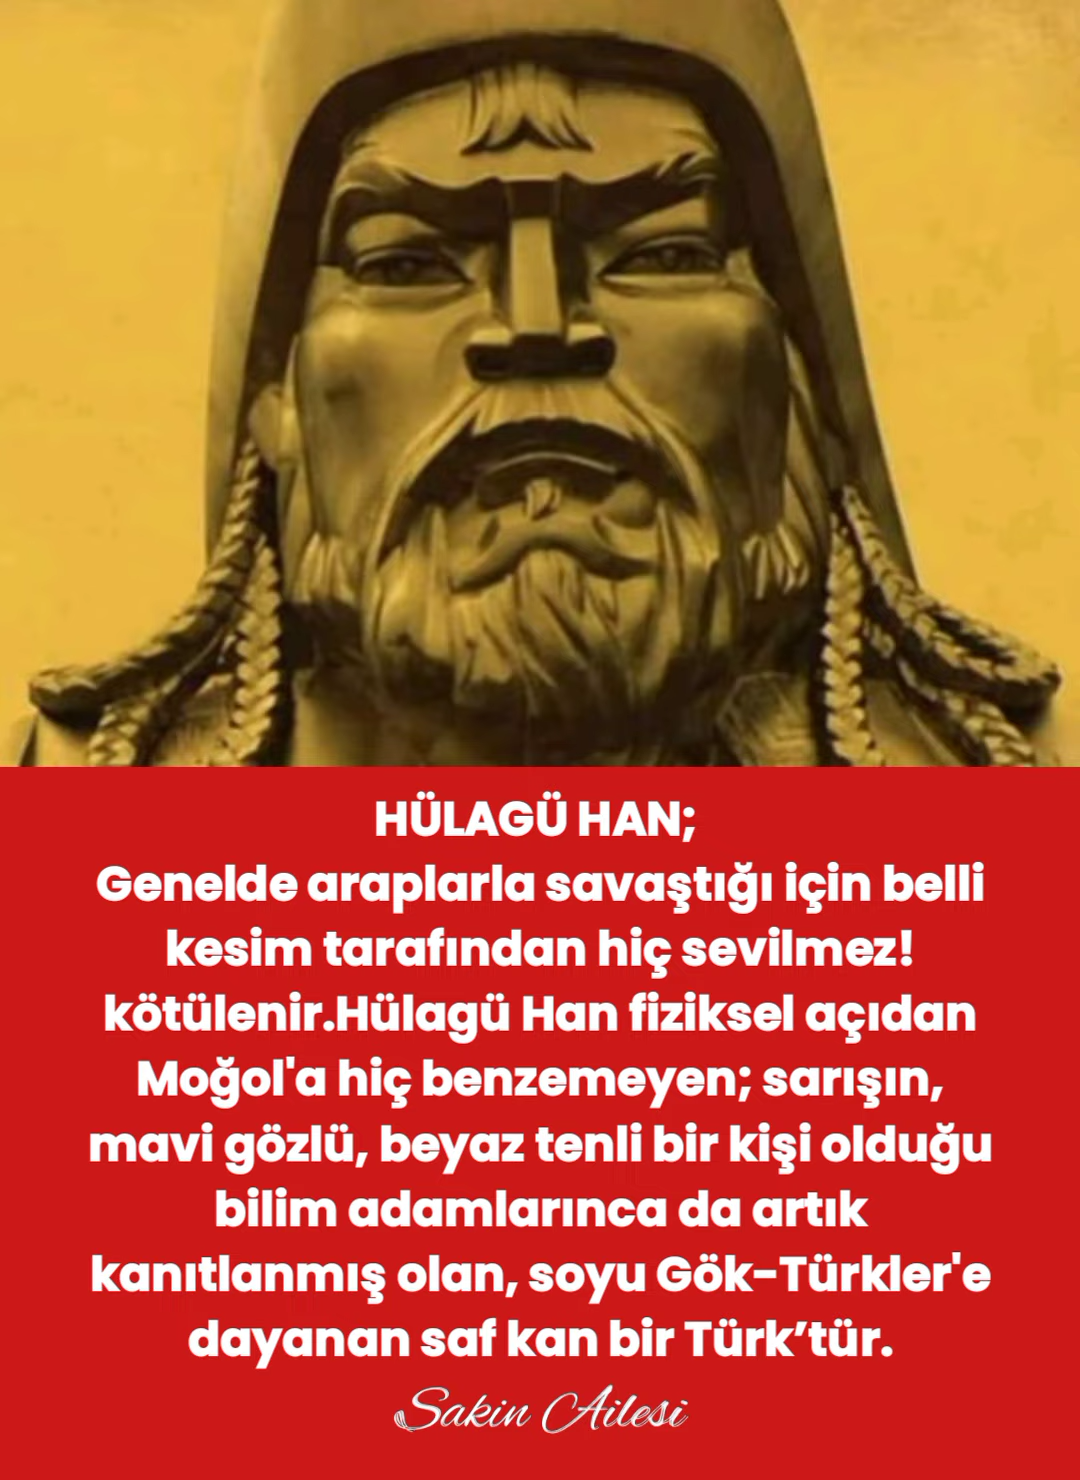 HÜLAGÜ HAN;
Genelde araplarla savaştığı için belli
kesim tarafından hiç sevilmez!
kötülenir.Hülagü Han fiziksel açıdan
Moğol'a hiç benzemeyen; sarışın,
mavi gözlü, beyaz tenli bir kişi olduğu
bilim adamlarınca da artık
kanıtlanmış olan, soyu Gök-Türkler'e
dayanan saf kan bir Türk’tür.
Sakin Ailesi